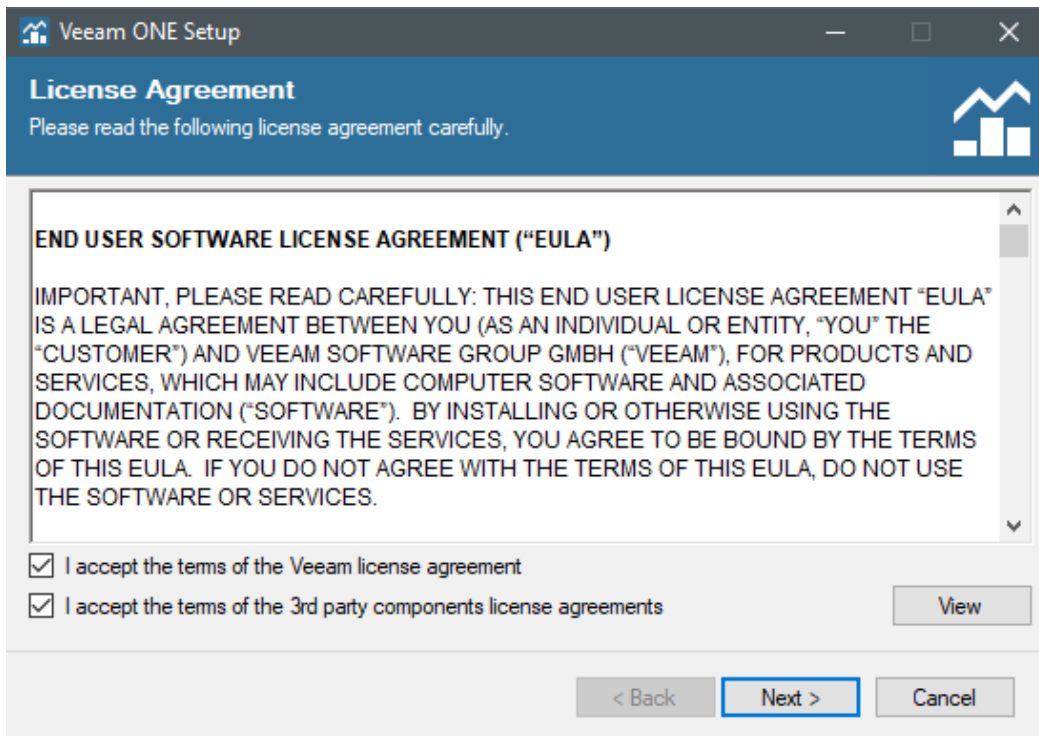 Veeam ONE Setup
License Agreement
Please read the following license agreement carefully.
END USER SOFTWARE LICENSE AGREEMENT (“EULA”)
IMPORTANT, PLEASE READ CAREFULLY: THIS END USER LICENSE AGREEMENT “EULA”
IS A LEGAL AGREEMENT BETWEEN YOU (AS AN INDIVIDUAL OR ENTITY, “YOU” THE
“CUSTOMER”) AND VEEAM SOFTWARE GROUP GMBH (“VEEAM”), FOR PRODUCTS AND
SERVICES, WHICH MAY INCLUDE COMPUTER SOFTWARE AND ASSOCIATED
DOCUMENTATION (“SOFTWARE”).  BY INSTALLING OR OTHERWISE USING THE
SOFTWARE OR RECEIVING THE SERVICES, YOU AGREE TO BE BOUND BY THE TERMS
OF THIS EULA.  IF YOU DO NOT AGREE WITH THE TERMS OF THIS EULA, DO NOT USE
THE SOFTWARE OR SERVICES.
I accept the terms of the Veeam license agreement
I accept the terms of the 3rd party components license agreements
View
< Back
Next >
Cancel